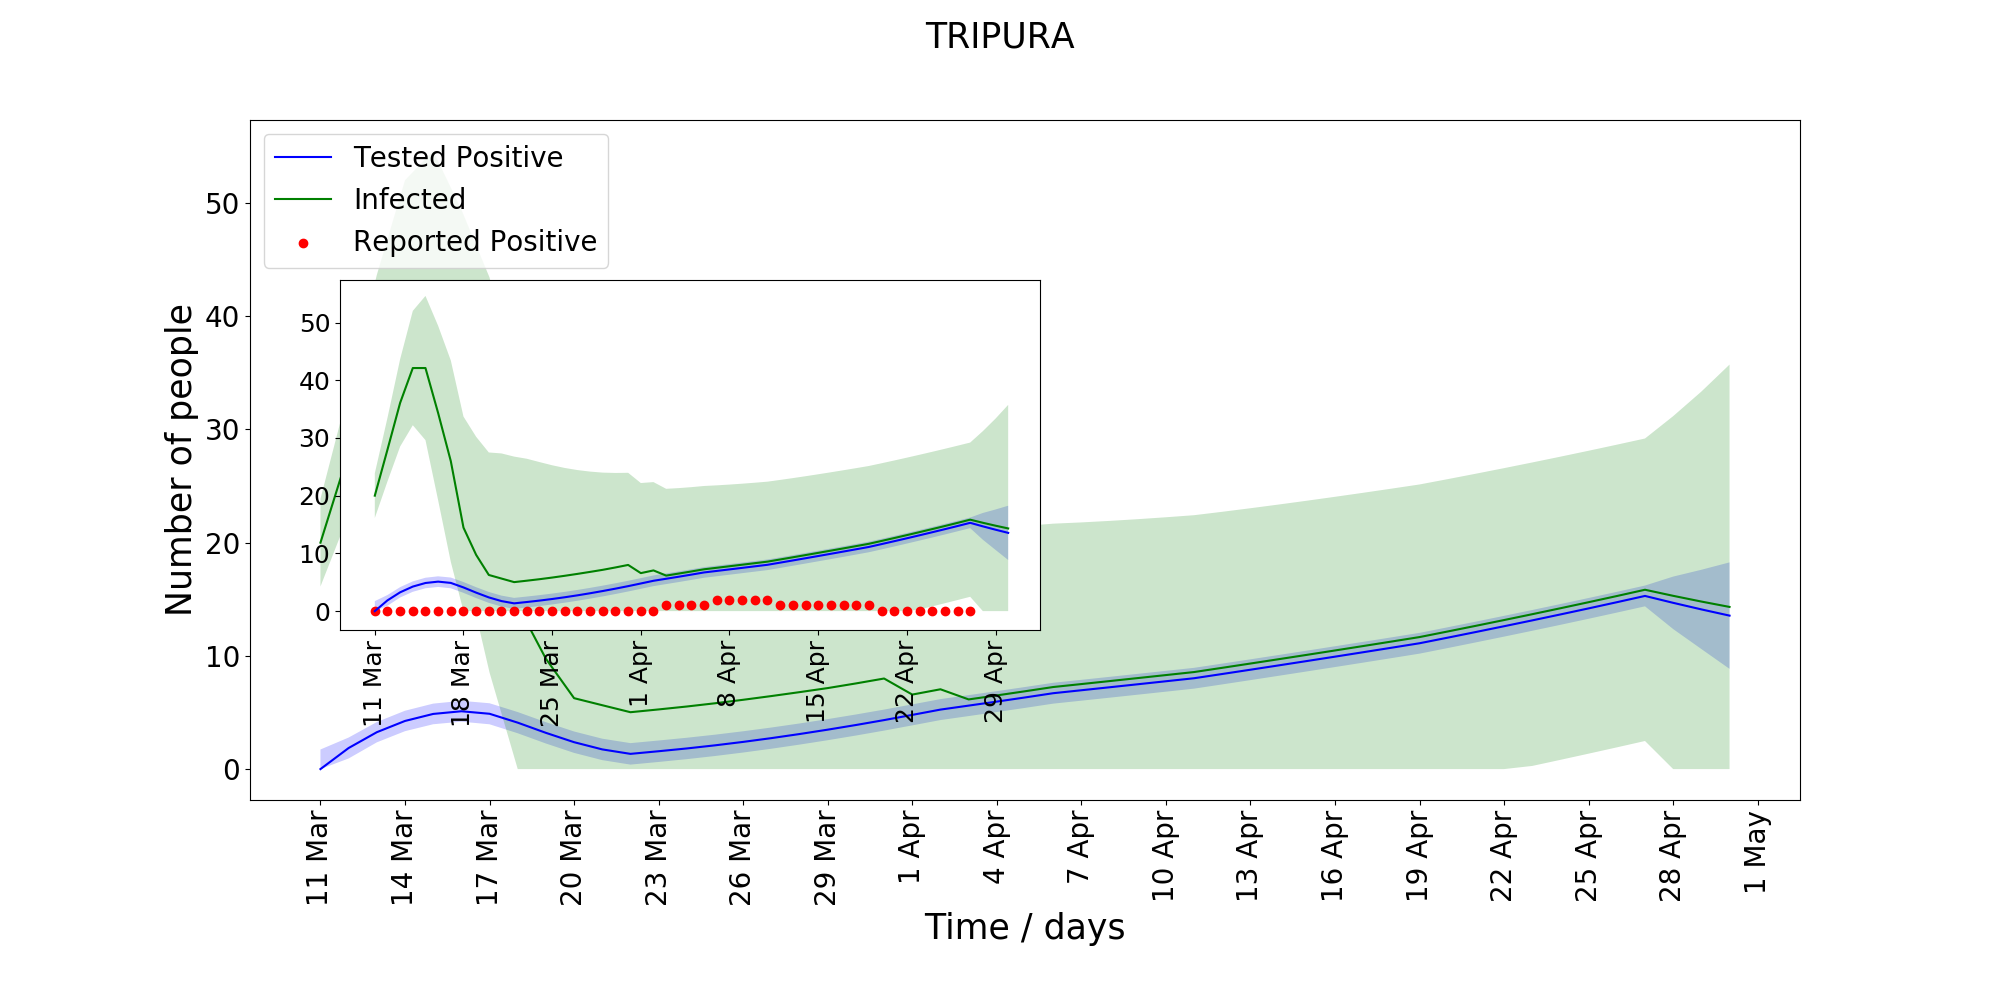 TRIPURA
Tested Positive
Infected
Reported Positive
Number of people
50
40
30
20
10
0
50
40
30
20
10
0
11 Mar
18 Mar
25 Mar
1 Apr
8 Apr
15 Apr
22 Apr
29 Apr
11 Mar
14 Mar
17 Mar
20 Mar
23 Mar
26 Mar
29 Mar
1 Apr
4 Apr
7 Apr
10 Apr
13 Apr
16 Apr
19 Apr
22 Apr
25 Apr
28 Apr
1 May
Time / days